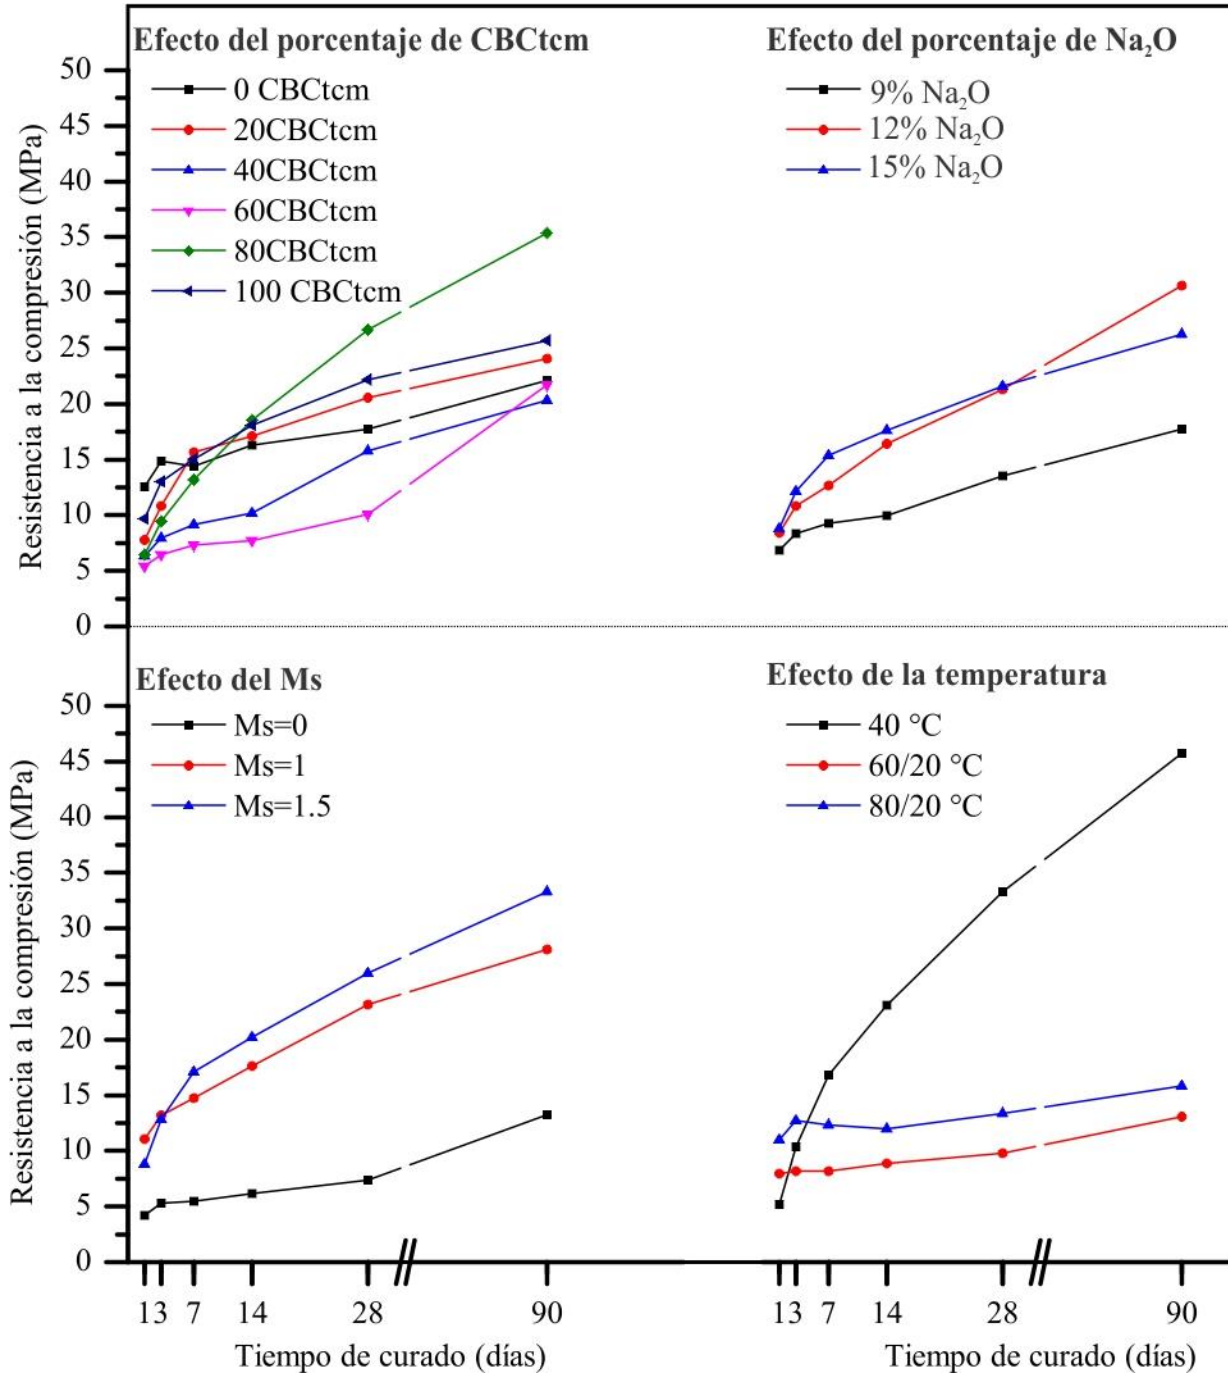 Efecto del porcentaje de CBCtcm
0 CBCtcm
20CBCtcm
40CBCtcm
60CBCtcm
80CBCtcm
100 CBCtcm
Resistencia a la compresión (MPa)
50
45
40
35
30
25
20
15
10
5
0
Efecto del porcentaje de Na₂O
9% Na₂O
12% Na₂O
15% Na₂O
Efecto del Ms
Ms=0
Ms=1
Ms=1.5
Resistencia a la compresión (MPa)
50
45
40
35
30
25
20
15
10
5
0
13 7 14 28 90
Tiempo de curado (días)
Efecto de la temperatura
40 °C
60/20 °C
80/20 °C
13 7 14 28 90
Tiempo de curado (días)